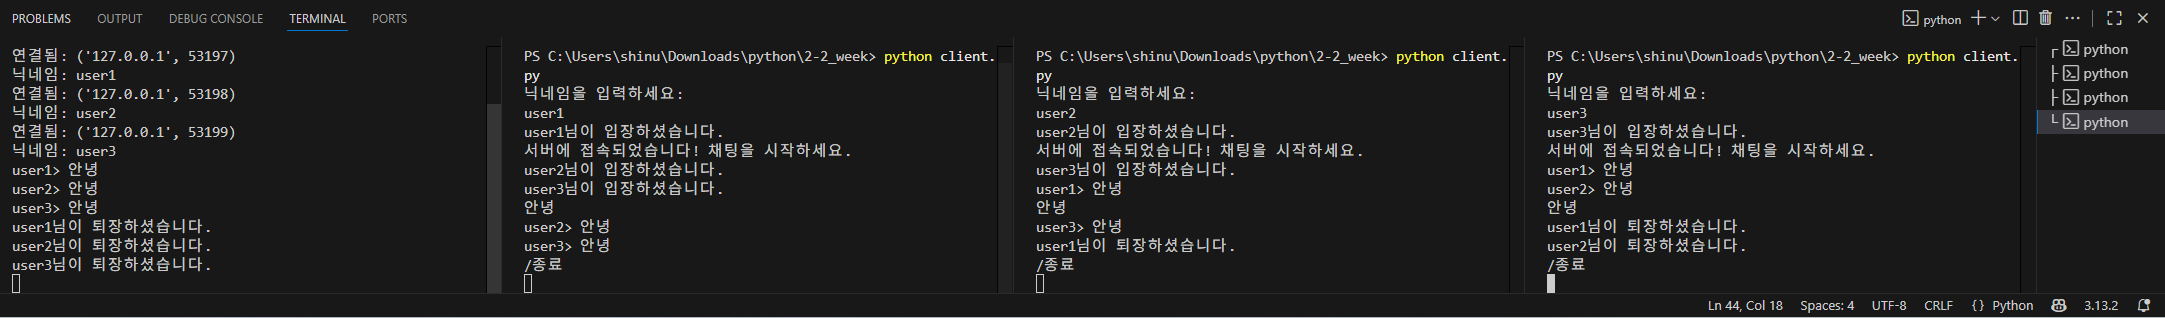 PROBLEMS OUTPUT DEBUG CONSOLE TERMINAL PORTS
python
연결됨: ('127.0.0.1', 53197)
닉네임: user1
연결됨: ('127.0.0.1', 53198)
닉네임: user2
연결됨: ('127.0.0.1', 53199)
닉네임: user3
user1> 안녕
user2> 안녕
user3> 안녕
user1님이 퇴장하셨습니다.
user2님이 퇴장하셨습니다.
user3님이 퇴장하셨습니다.
PS C:\Users\shinu\Downloads\python\2-2_week> python client.
py
닉네임을 입력하세요:
user1
user1님이 입장하셨습니다.
서버에 접속되었습니다! 채팅을 시작하세요.
user2님이 입장하셨습니다.
user3님이 입장하셨습니다.
안녕
user2> 안녕
user3> 안녕
/종료
PS C:\Users\shinu\Downloads\python\2-2_week> python client.
py
닉네임을 입력하세요:
user2
user2님이 입장하셨습니다.
서버에 접속되었습니다! 채팅을 시작하세요.
user3님이 입장하셨습니다.
user1> 안녕
안녕
user3> 안녕
user1님이 퇴장하셨습니다.
/종료
PS C:\Users\shinu\Downloads\python\2-2_week> python client.
py
닉네임을 입력하세요:
user3
user3님이 입장하셨습니다.
서버에 접속되었습니다! 채팅을 시작하세요.
user1> 안녕
user2> 안녕
안녕
user1님이 퇴장하셨습니다.
user2님이 퇴장하셨습니다.
/종료
python
python
python
python
Ln 44, Col 18 Spaces: 4 UTF-8 CRLF {} Python 3.13.2